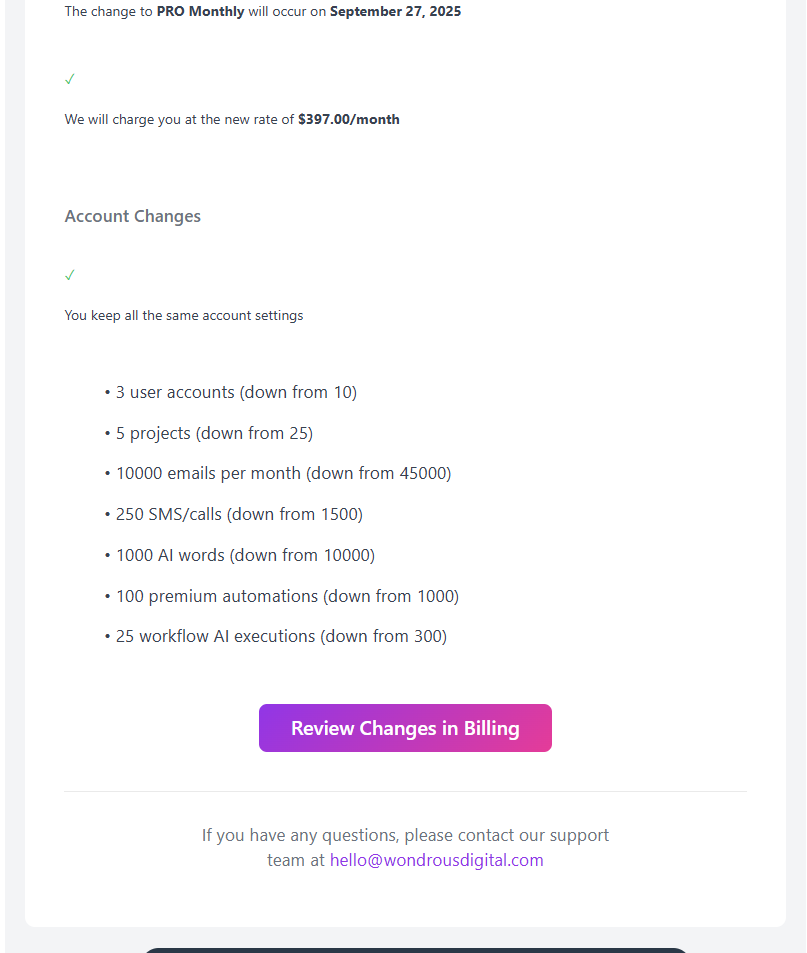 The change to PRO Monthly will occur on September 27, 2025
✓
We will charge you at the new rate of $397.00/month
Account Changes
✓
You keep all the same account settings
• 3 user accounts (down from 10)
• 5 projects (down from 25)
• 10000 emails per month (down from 45000)
• 250 SMS/calls (down from 1500)
• 1000 AI words (down from 10000)
• 100 premium automations (down from 1000)
• 25 workflow AI executions (down from 300)
Review Changes in Billing
If you have any questions, please contact our support
team at hello@wondrousdigital.com